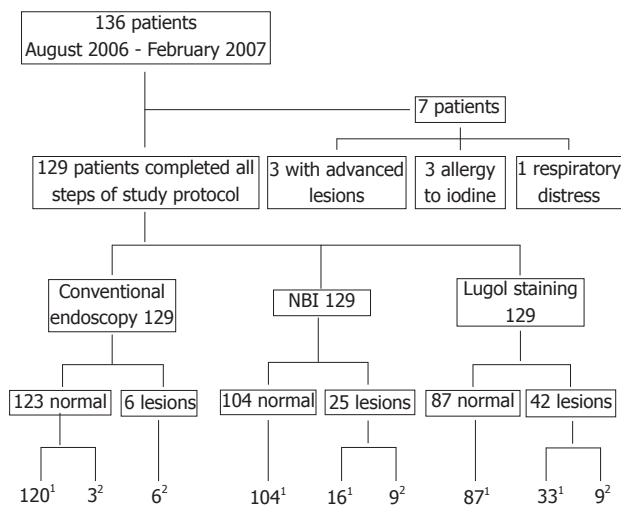 136 patients
August 2006 - February 2007
7 patients
129 patients completed all
steps of study protocol
3 with advanced
lesions
3 allergy
to iodine
1 respiratory
distress
Conventional
endoscopy 129
NBI 129
Lugol staining
129
123 normal
6 lesions
104 normal
25 lesions
87 normal
42 lesions
120¹
3²
6²
104¹
16¹
9²
87¹
33¹
9²